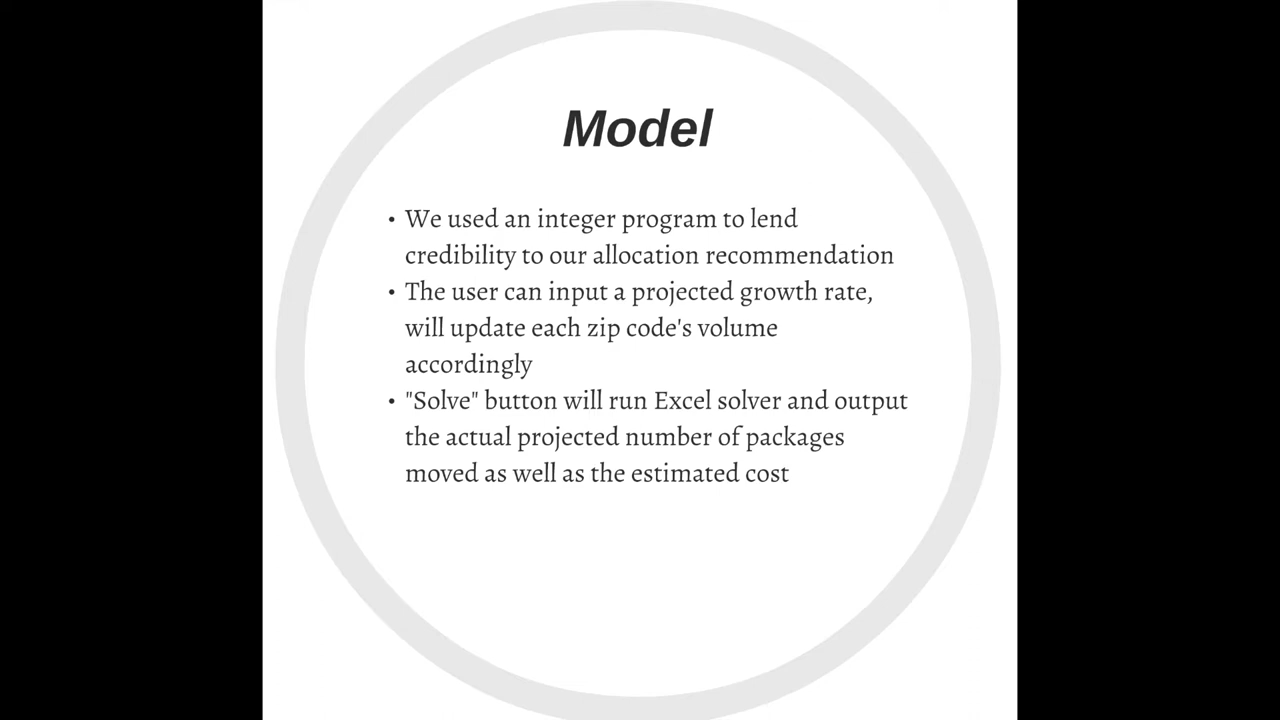 Model
• We used an integer program to lend
credibility to our allocation recommendation
• The user can input a projected growth rate,
will update each zip code's volume
accordingly
• "Solve" button will run Excel solver and output
the actual projected number of packages
moved as well as the estimated cost